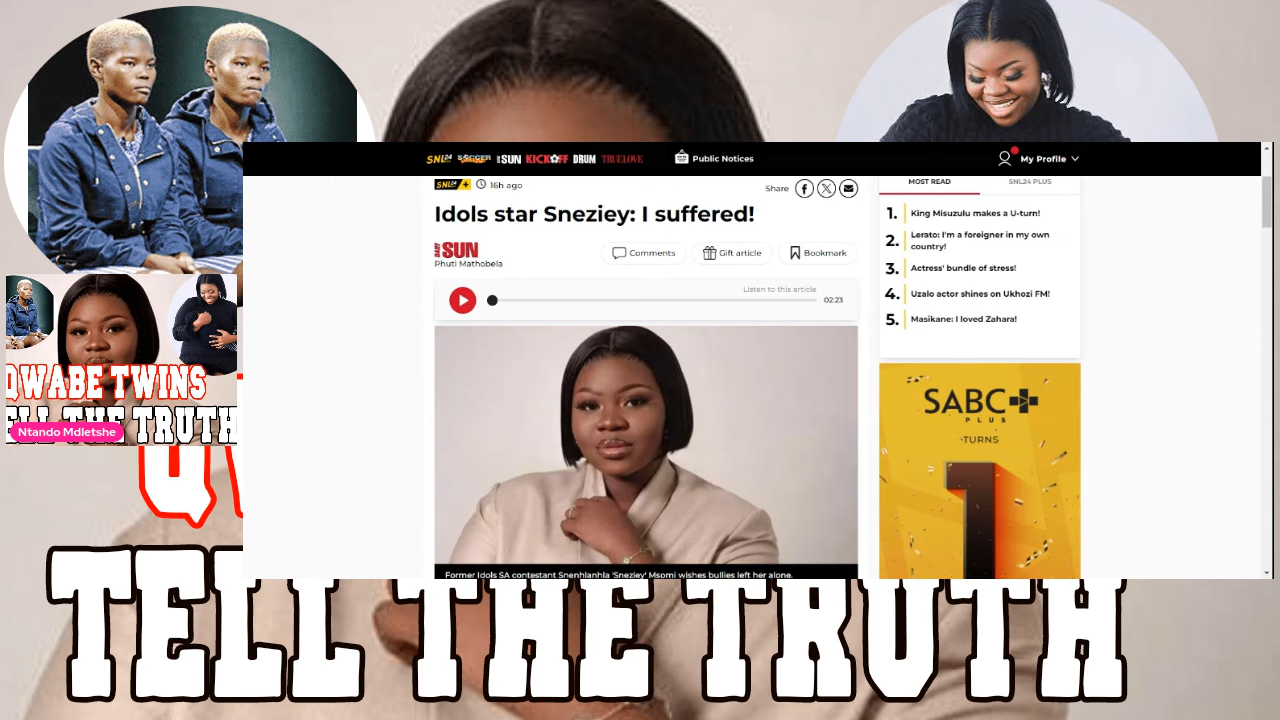 SNL24 SOCCER SUN KICKOFF DRUM TRUELOVE
Public Notices
My Profile
SNL24 +
16h ago
Share
Idols star Sneziey: I suffered!
SUN
Phuti Mathobela
Comments
Gift article
Bookmark
Listen to this article
02:23
Former Idols SA contestant Snenhlanhla 'Sneziey' Msomi wishes bullies left her alone.
MOST READ
SNL24 PLUS
1. King Misuzulu makes a U-turn!
2. Lerato: I'm a foreigner in my own
country!
3. Actress' bundle of stress!
4. Uzalo actor shines on Ukhozi FM!
5. Masikane: I loved Zahara!
SABC+
PLUS
TURNS
1
QWABE TWINS
ELL THE TRUTH
Ntando Mdletshe
TELL THE TRUTH